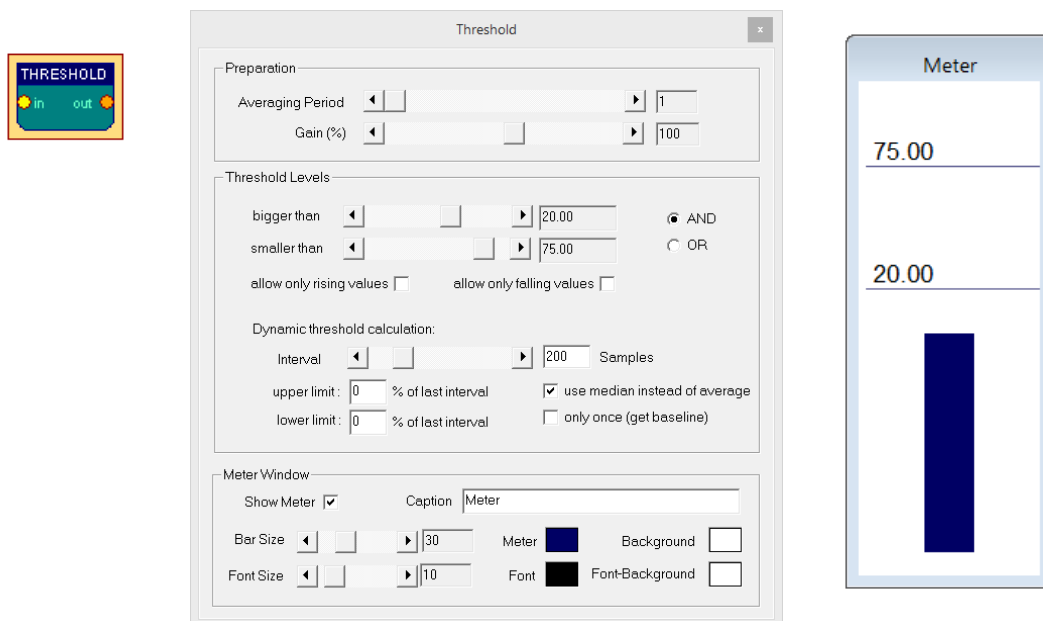 THRESHOLD
in out
Threshold
x
Preparation
Averaging Period 1
Gain (%) 100
Threshold Levels
bigger than 20.00 AND
smaller than 75.00 OR
allow only rising values allow only falling values
Dynamic threshold calculation:
Interval 200 Samples
upper limit: 0 % of last interval use median instead of average
lower limit: 0 % of last interval only once (get baseline)
Meter Window
Show Meter Caption Meter
Bar Size 30 Meter Background
Font Size 10 Font Font-Background
Meter
75.00
20.00